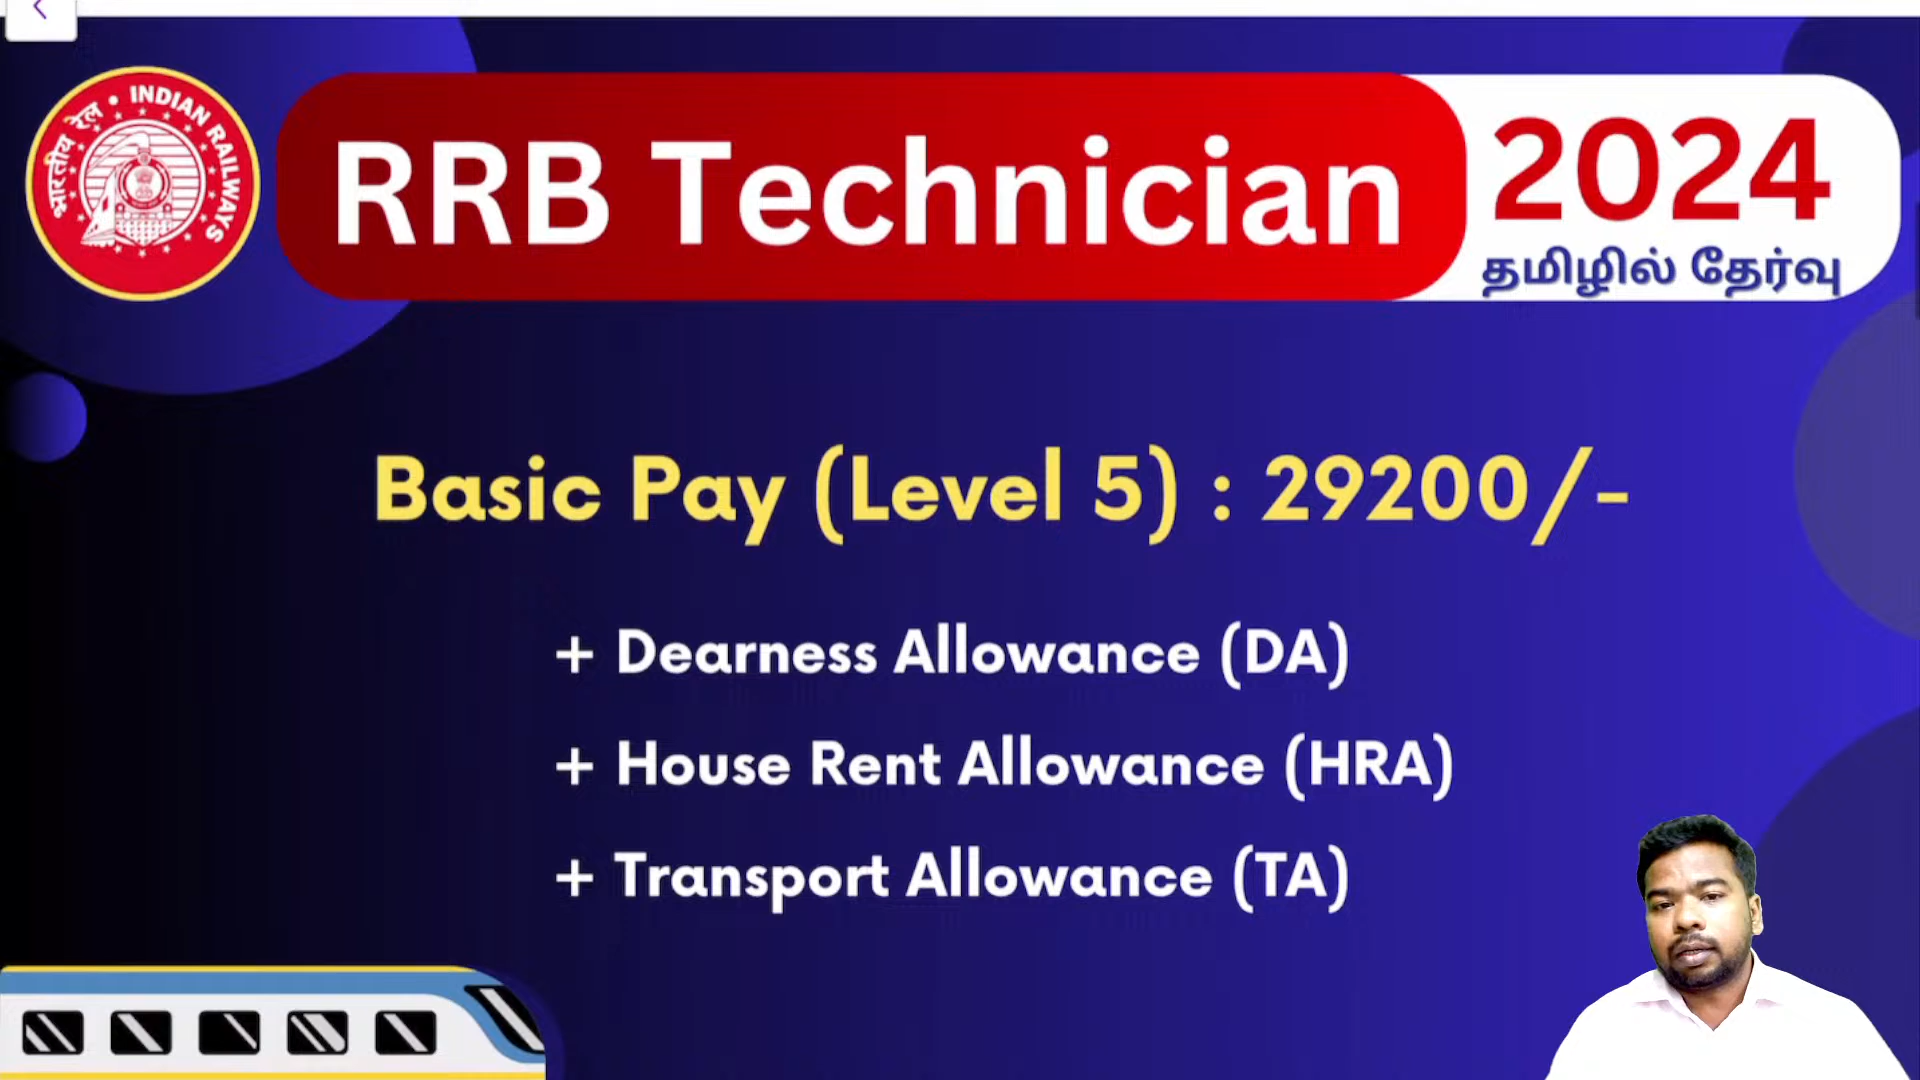 भारतीय रेल • INDIAN RAILWAYS
RRB Technician
2024
தமிழில் தேர்வு
Basic Pay (Level 5) : 29200/-
+ Dearness Allowance (DA)
+ House Rent Allowance (HRA)
+ Transport Allowance (TA)